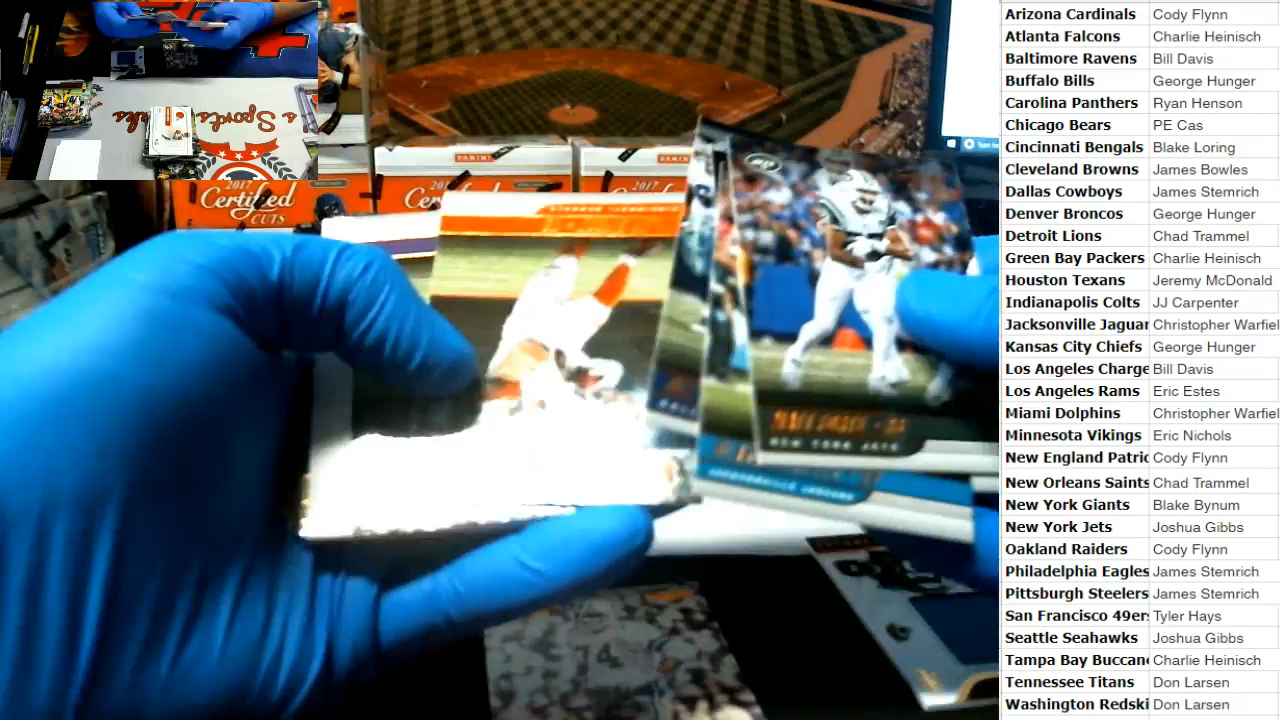 PANINI
PANINI
2017
Certified
CUTS
2017
NEW YORK JETS
JACKSONVILLE JAGUARS
's Sports
Arizona Cardinals Cody Flynn
Atlanta Falcons Charlie Heinisch
Baltimore Ravens Bill Davis
Buffalo Bills George Hunger
Carolina Panthers Ryan Henson
Chicago Bears PE Cas
Cincinnati Bengals Blake Loring
Cleveland Browns James Bowles
Dallas Cowboys James Stemrich
Denver Broncos George Hunger
Detroit Lions Chad Trammel
Green Bay Packers Charlie Heinisch
Houston Texans Jeremy McDonald
Indianapolis Colts JJ Carpenter
Jacksonville Jaguar Christopher Warfiel
Kansas City Chiefs George Hunger
Los Angeles Charge Bill Davis
Los Angeles Rams Eric Estes
Miami Dolphins Christopher Warfiel
Minnesota Vikings Eric Nichols
New England Patric Cody Flynn
New Orleans Saints Chad Trammel
New York Giants Blake Bynum
New York Jets Joshua Gibbs
Oakland Raiders Cody Flynn
Philadelphia Eagles James Stemrich
Pittsburgh Steelers James Stemrich
San Francisco 49ers Tyler Hays
Seattle Seahawks Joshua Gibbs
Tampa Bay Buccane Charlie Heinisch
Tennessee Titans Don Larsen
Washington Redski Don Larsen